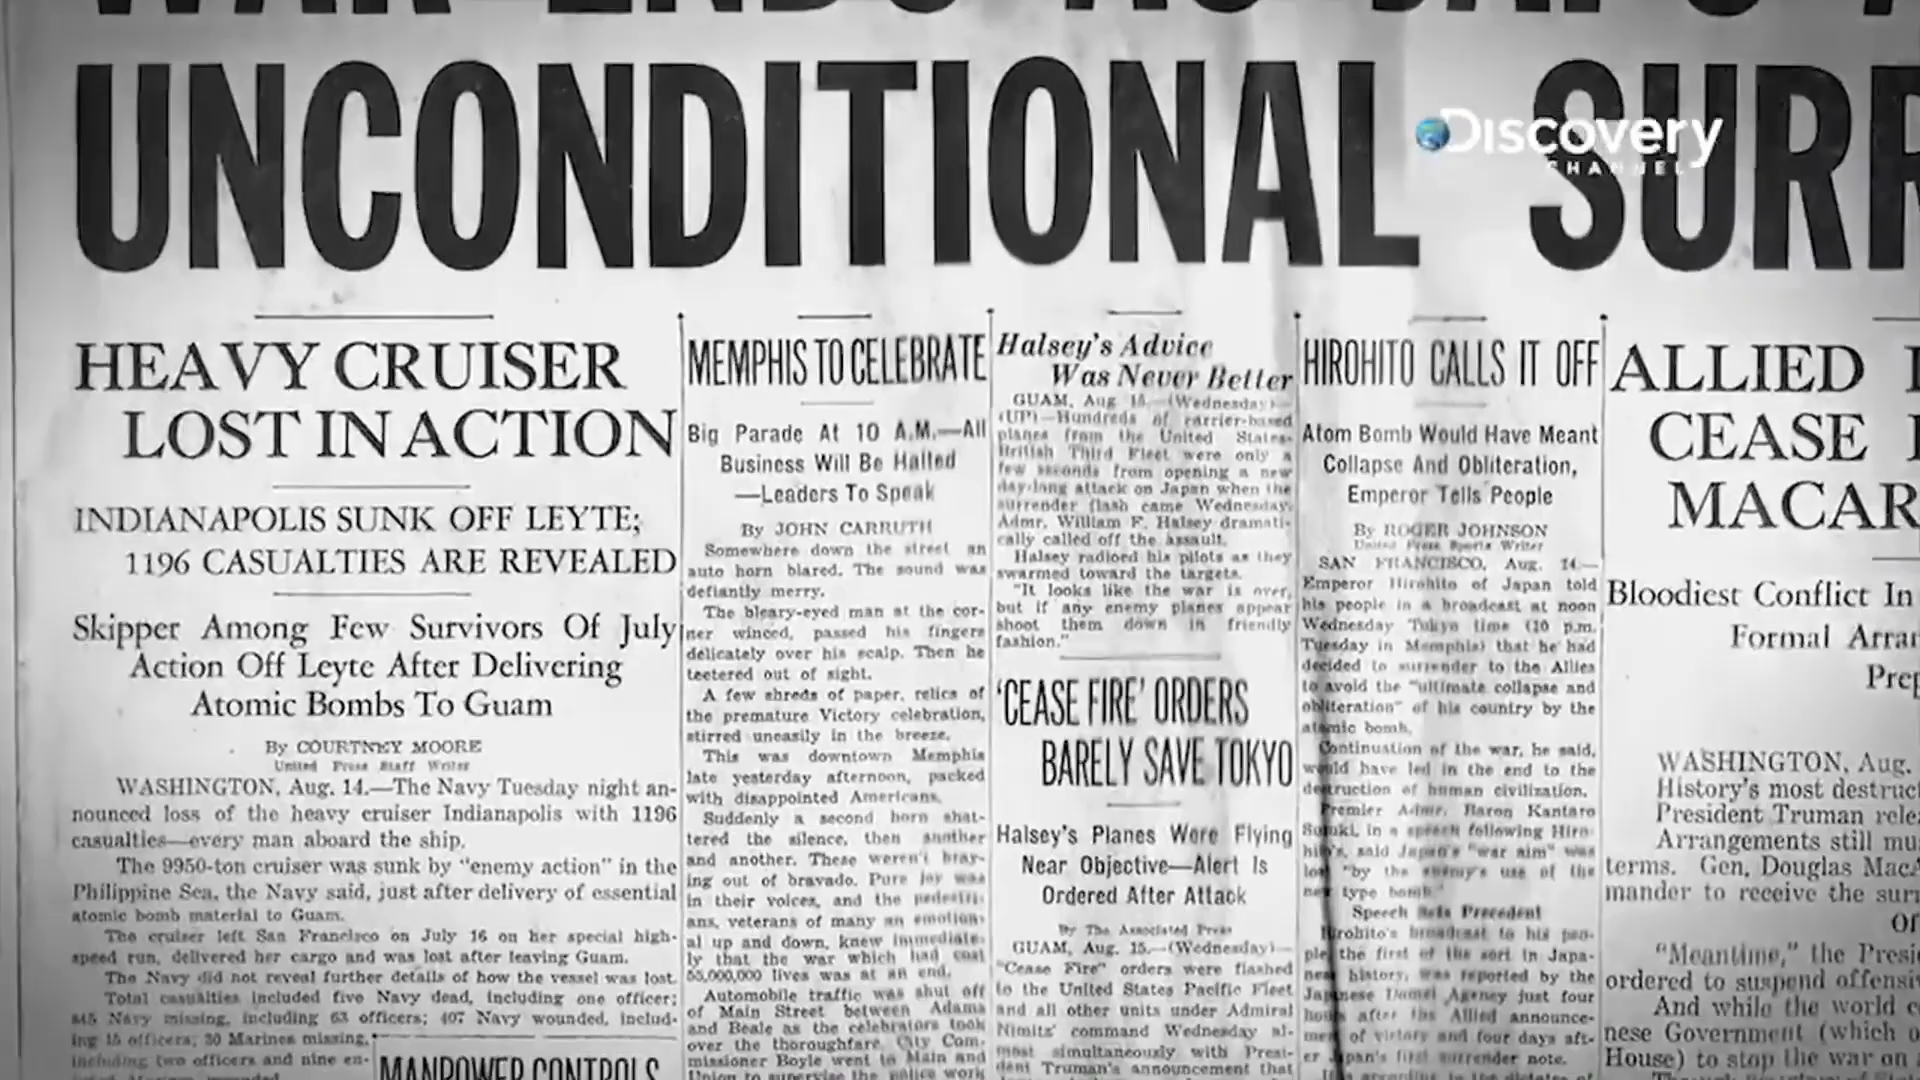 UNCONDITIONAL SURR
Discovery
CHANNEL
HEAVY CRUISER
LOST IN ACTION
INDIANAPOLIS SUNK OFF LEYTE;
1196 CASUALTIES ARE REVEALED
Skipper Among Few Survivors Of July
Action Off Leyte After Delivering
Atomic Bombs To Guam
By COURTNEY MOORE
United Press Staff Writer
WASHINGTON, Aug. 14.—The Navy Tuesday night an-
nounced loss of the heavy cruiser Indianapolis with 1196
casualties—every man aboard the ship.
The 9950-ton cruiser was sunk by "enemy action" in the
Philippine Sea, the Navy said, just after delivery of essential
atomic bomb material to Guam.
The cruiser left San Francisco on July 16 on her special high-
speed run, delivered her cargo and was lost after leaving Guam.
The Navy did not reveal further details of how the vessel was lost.
Total casualties included five Navy dead, including one officer;
845 Navy missing, including 63 officers; 407 Navy wounded, includ-
ing 15 officers; 30 Marines missing,
including two officers and nine en-
MANPOWER CONTROLS
MEMPHIS TO CELEBRATE
Big Parade At 10 A.M.—All
Business Will Be Halted
—Leaders To Speak
By JOHN CARRUTH
Somewhere down the street an
auto horn blared. The sound was
defiantly merry.
The bleary-eyed man at the cor-
ner winced, passed his fingers
delicately over his scalp. Then he
teetered out of sight.
A few shreds of paper, relics of
the premature Victory celebration,
stirred uneasily in the breeze.
This was downtown Memphis
late yesterday afternoon, packed
with disappointed Americans.
Suddenly a second horn shat-
tered the silence, then another
and another. These weren't bray-
ing out of bravado. Pure joy was
in their voices, and the pedestri-
ans, veterans of many an emotion-
al up and down, knew immediate-
ly that the war which had cost
55,000,000 lives was at an end.
Automobile traffic was shut off
of Main Street between Adams
and Beale as the celebrators took
over the thoroughfare. City Com-
missioner Boyle went to Main and
Union to supervise the police work
Halsey's Advice
Was Never Better
GUAM, Aug. 15.—(Wednesday)—
(UP)—Hundreds of carrier-based
planes from the United States-
British Third Fleet were only a
few seconds from opening a new
day-long attack on Japan when the
surrender flash came Wednesday.
Admr. William F. Halsey dramati-
cally called off the assault.
Halsey radioed his pilots as they
swarmed toward the targets.
"It looks like the war is over,
but if any enemy planes appear
shoot them down in friendly
fashion."
'CEASE FIRE' ORDERS
BARELY SAVE TOKYO
Halsey's Planes Were Flying
Near Objective—Alert Is
Ordered After Attack
By The Associated Press
GUAM, Aug. 15.—(Wednesday)—
"Cease Fire" orders were flashed
to the United States Pacific Fleet
and all other units under Admiral
Nimitz' command Wednesday al-
most simultaneously with Presi-
dent Truman's announcement that
HIROHITO CALLS IT OFF
Atom Bomb Would Have Meant
Collapse And Obliteration,
Emperor Tells People
By ROGER JOHNSON
United Press Sports Writer
SAN FRANCISCO, Aug. 14.—
Emperor Hirohito of Japan told
his people in a broadcast at noon
Wednesday Tokyo time (10 p.m.
Tuesday in Memphis) that he had
decided to surrender to the Allies
to avoid the "ultimate collapse and
obliteration" of his country by the
atomic bomb.
Continuation of the war, he said,
would have led in the end to the
destruction of human civilization.
Premier Admr. Baron Kantaro
Suzuki, in a speech following Hiro-
hito's, said Japan's "war aim" was
lost "by the enemy's use of the
new type bomb."
Speech Sets Precedent
Hirohito's broadcast to his peo-
ple, the first of the sort in Japa-
nese history, was reported by the
Japanese Domei Agency just four
hours after the Allied announce-
ment of victory and four days aft-
er Japan's first surrender note.
ALLIED
CEASE
MACAR
Bloodiest Conflict In
Formal Arran
Prep
WASHINGTON, Aug.
History's most destruc
President Truman rele
Arrangements still mu
terms. Gen. Douglas MacA
mander to receive the surr
Of
"Meantime," the Presi
ordered to suspend offensiv
And while the world c
nese Government (which o
House) to stop the war on